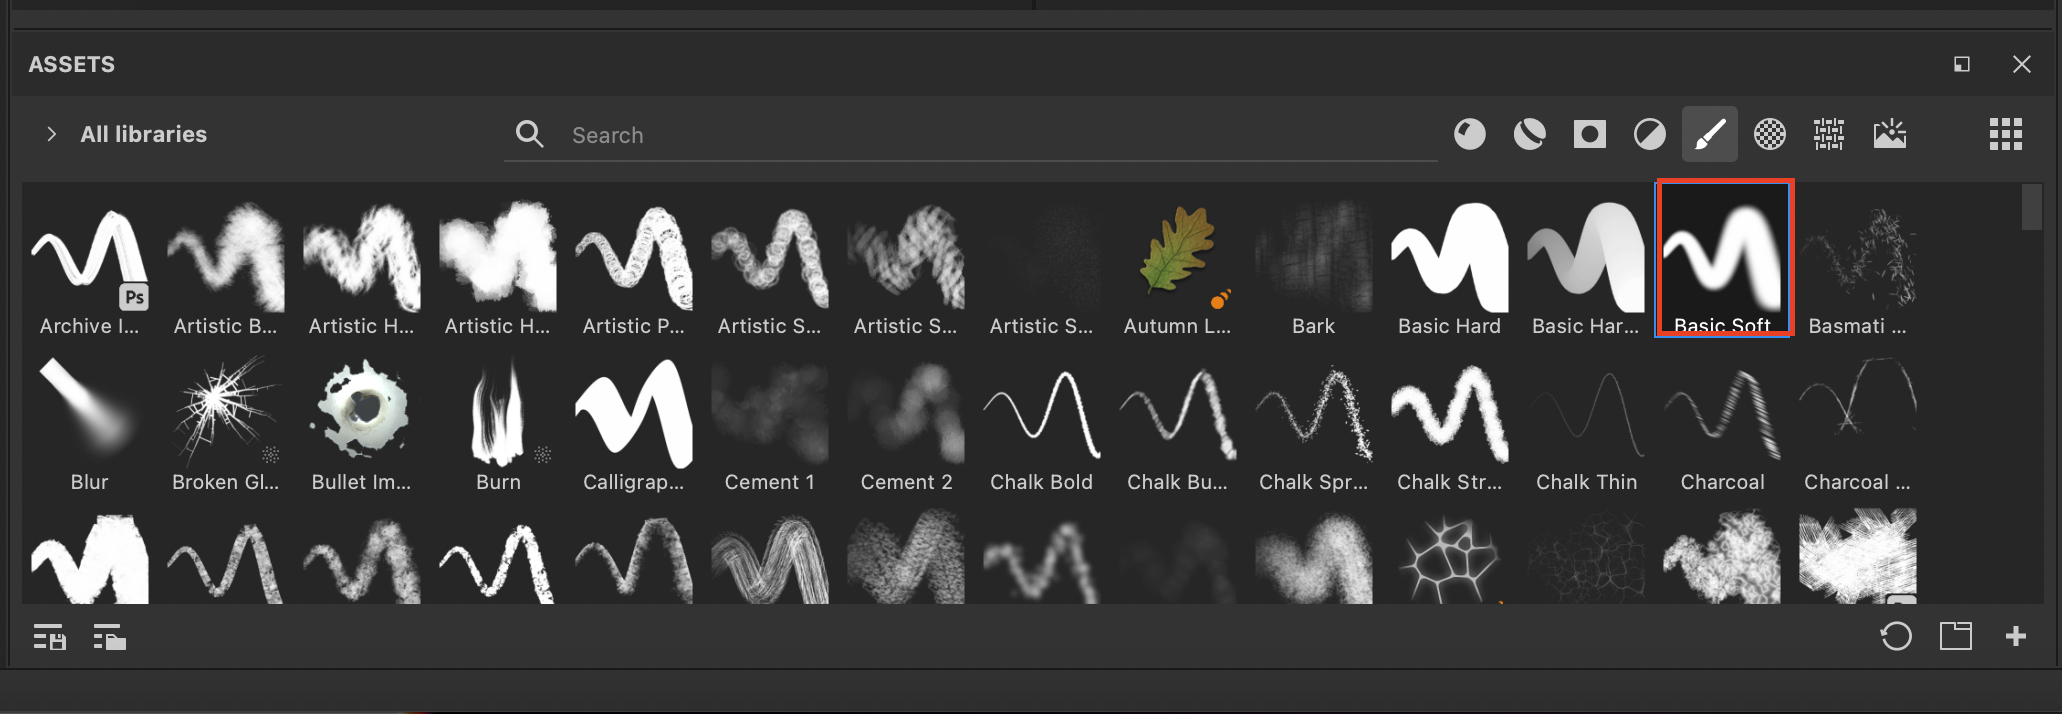 ASSETS
All libraries
Search
Ps
Archive I...
Artistic B...
Artistic H...
Artistic H...
Artistic P...
Artistic S...
Artistic S...
Artistic S...
Autumn L...
Bark
Basic Hard
Basic Har...
Basic Soft
Basmati ...
Blur
Broken Gl...
Bullet Im...
Burn
Calligrap...
Cement 1
Cement 2
Chalk Bold
Chalk Bu...
Chalk Spr...
Chalk Str...
Chalk Thin
Charcoal
Charcoal ...